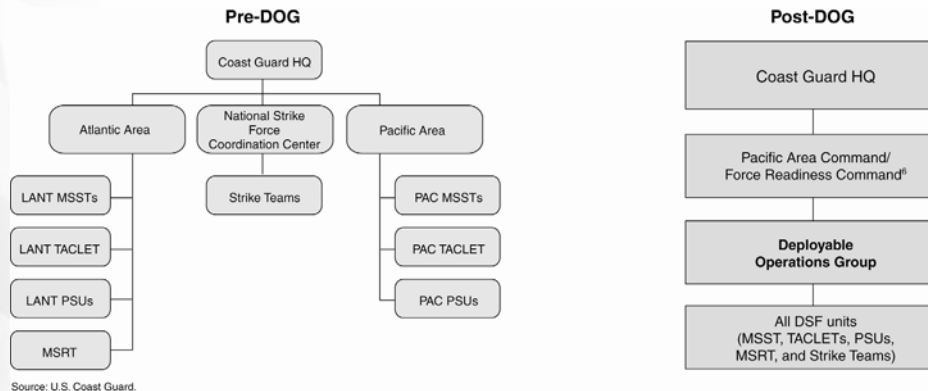 Pre-DOG
Coast Guard HQ
Atlantic Area
National Strike
Force
Coordination Center
Pacific Area
LANT MSSTs
Strike Teams
PAC MSSTs
LANT TACLET
PAC TACLET
LANT PSUs
PAC PSUs
MSRT
Source: U.S. Coast Guard.
Post-DOG
Coast Guard HQ
Pacific Area Command/
Force Readiness Command⁶
Deployable
Operations Group
All DSF units
(MSST, TACLETs, PSUs,
MSRT, and Strike Teams)